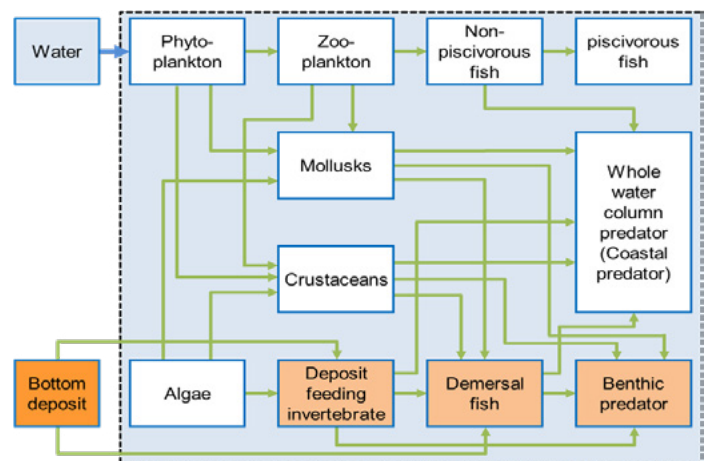 Water
Phyto-
plankton
Zoo-
plankton
Non-
piscivorous
fish
piscivorous
fish
Mollusks
Whole
water
column
predator
(Coastal
predator)
Crustaceans
Bottom
deposit
Algae
Deposit
feeding
invertebrate
Demersal
fish
Benthic
predator